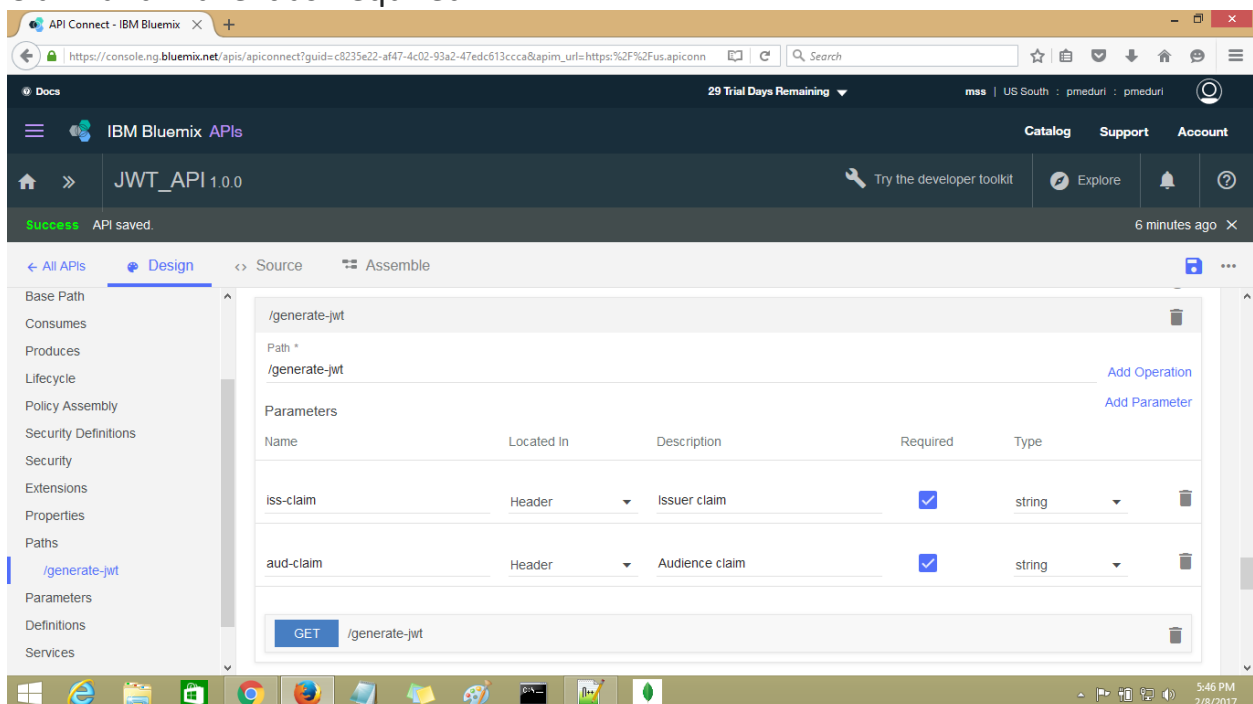 API Connect - IBM Bluemix
https://console.ng.bluemix.net/apis/apiconnect?guid=c8235e22-af47-4c02-93a2-47edc613ccca&apim_url=https:%2F%2Fus.apiconn
Search
Docs
29 Trial Days Remaining
mss | US South : pmeduri : pmeduri
IBM Bluemix APIs
Catalog Support Account
JWT_API 1.0.0
Try the developer toolkit
Explore
Success API saved.
6 minutes ago
← All APIs Design <> Source Assemble
Base Path
Consumes
Produces
Lifecycle
Policy Assembly
Security Definitions
Security
Extensions
Properties
Paths
/generate-jwt
Parameters
Definitions
Services
/generate-jwt
Path *
/generate-jwt
Add Operation
Add Parameter
Parameters
Name Located In Description Required Type
iss-claim Header Issuer claim string
aud-claim Header Audience claim string
GET /generate-jwt
5:46 PM
2/8/2017